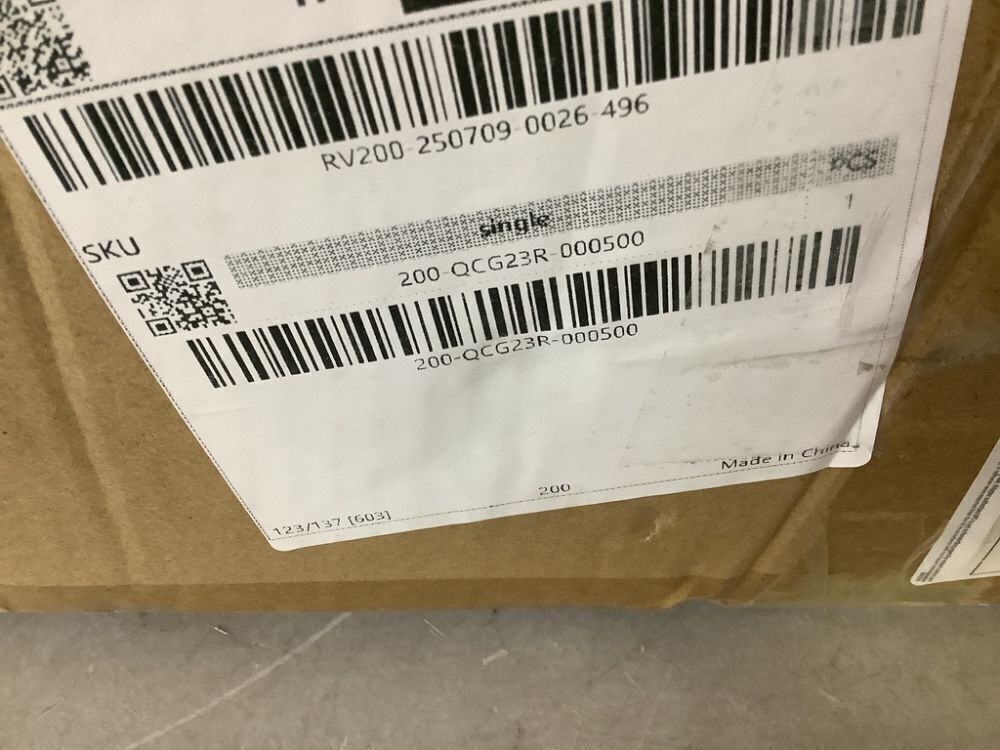 RV200-250709-0026-496
SKU
single
PCS
200-QCG23R-000500
1
200-QCG23R-000500
123/137 [603]
200
Made in China